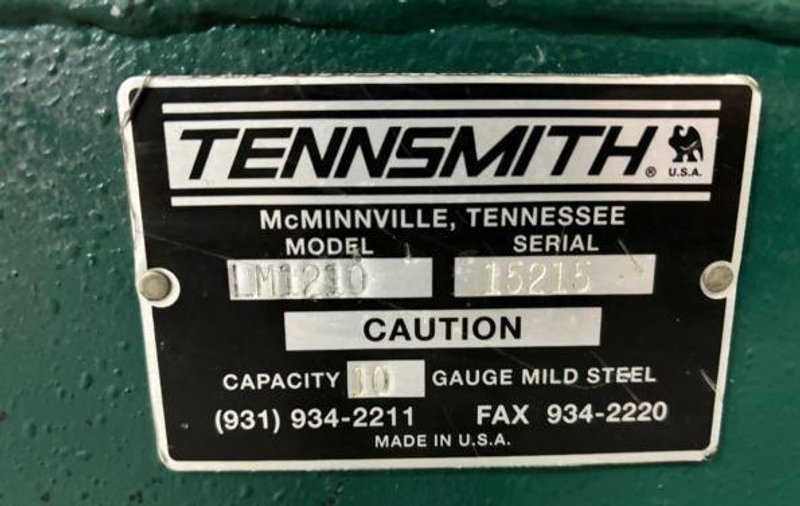 TENNSMITH®
U.S.A.
McMINNVILLE, TENNESSEE
MODEL SERIAL
LM1210 15215
CAUTION
CAPACITY 10 GAUGE MILD STEEL
(931) 934-2211 FAX 934-2220
MADE IN U.S.A.